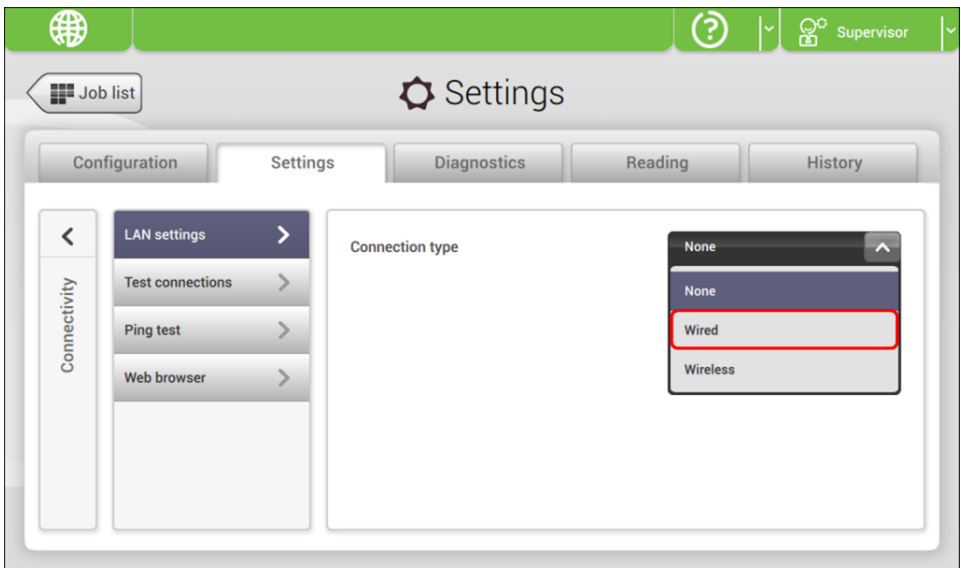 Supervisor
Job list
Settings
Configuration
Settings
Diagnostics
Reading
History
Connectivity
LAN settings
Test connections
Ping test
Web browser
Connection type
None
None
Wired
Wireless